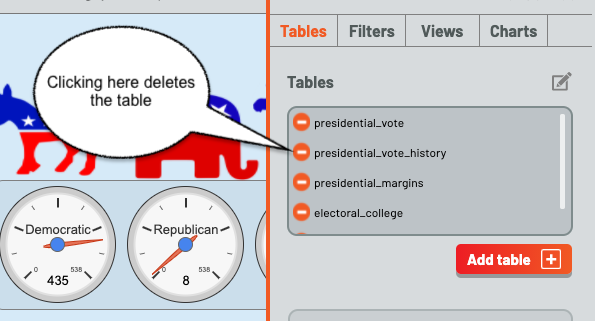 Tables
Filters
Views
Charts
Clicking here deletes
the table
Tables
presidential_vote
presidential_vote_history
presidential_margins
electoral_college
Add table
Democratic
0
538
435
Republican
0
538
8